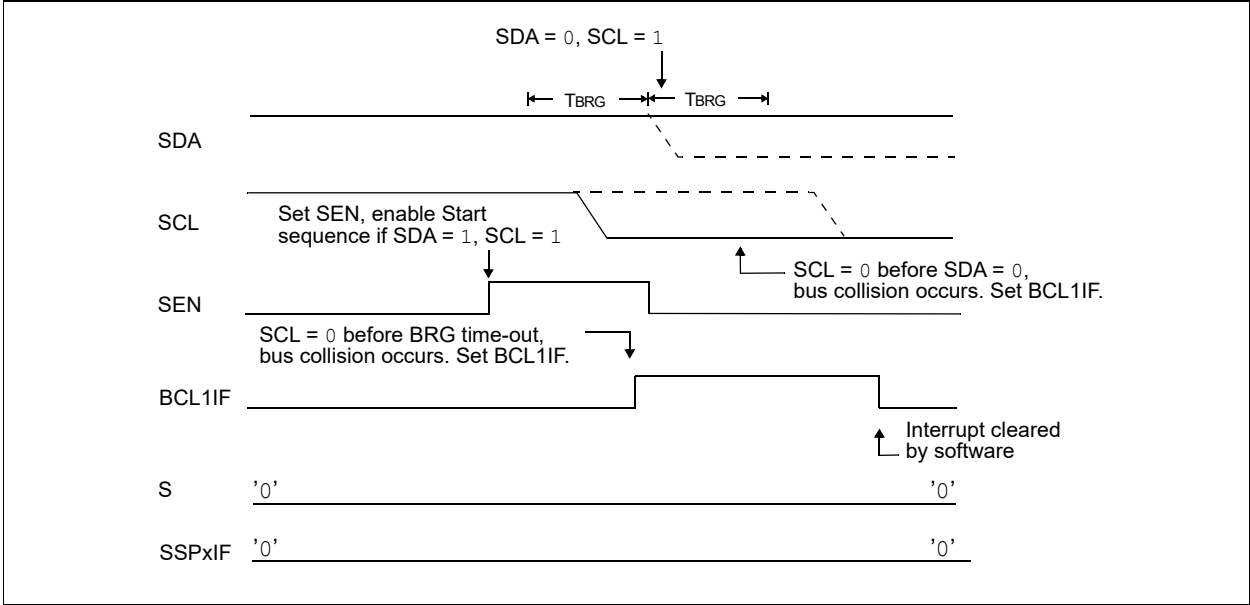 SDA = 0, SCL = 1
TBRG TBRG
SDA
SCL
Set SEN, enable Start
sequence if SDA = 1, SCL = 1
SCL = 0 before SDA = 0,
bus collision occurs. Set BCL1IF.
SEN
SCL = 0 before BRG time-out,
bus collision occurs. Set BCL1IF.
BCL1IF
Interrupt cleared
by software
S '0' '0'
SSPxIF '0' '0'